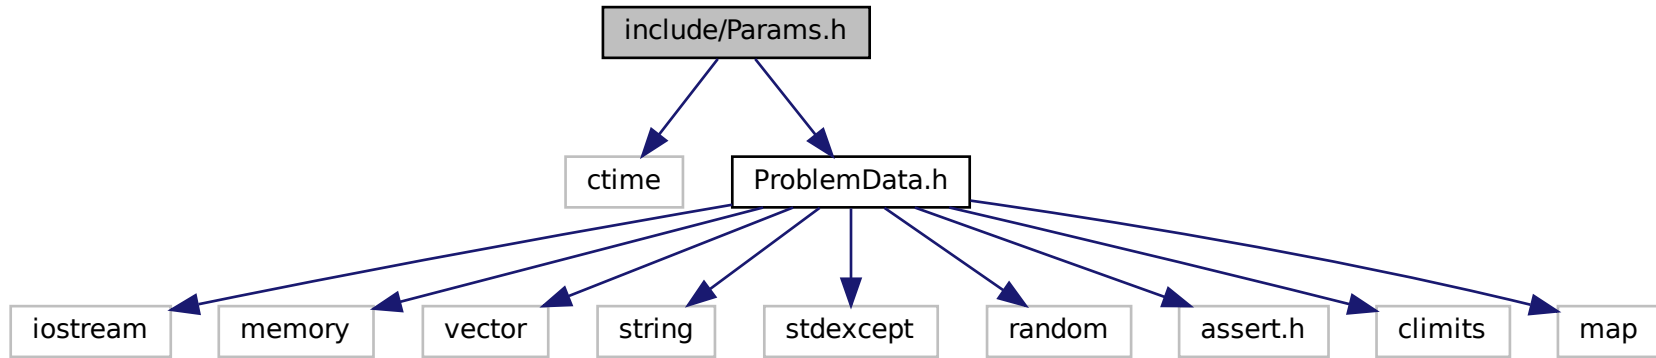 include/Params.h
ctime
ProblemData.h
iostream
memory
vector
string
stdexcept
random
assert.h
climits
map